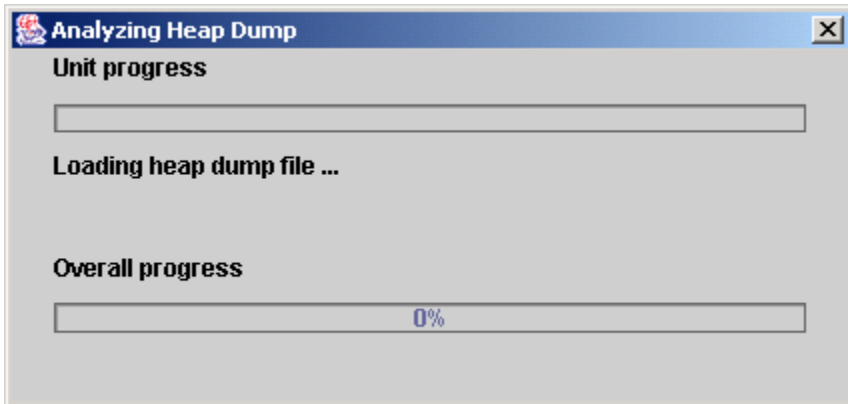 Analyzing Heap Dump
Unit progress
Loading heap dump file ...
Overall progress
0%